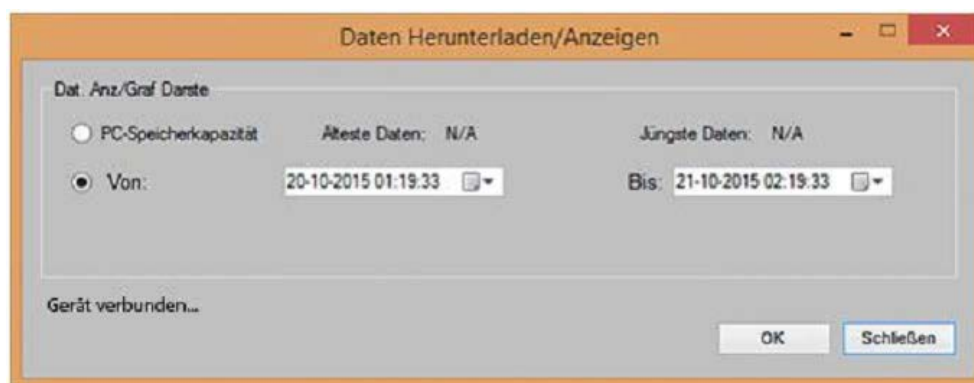 Daten Herunterladen/Anzeigen
Dat. Anz/Graf Darste
PC-Speicherkapazität Älteste Daten: N/A Jüngste Daten: N/A
Von: 20-10-2015 01:19:33 Bis: 21-10-2015 02:19:33
Gerät verbunden...
OK Schließen